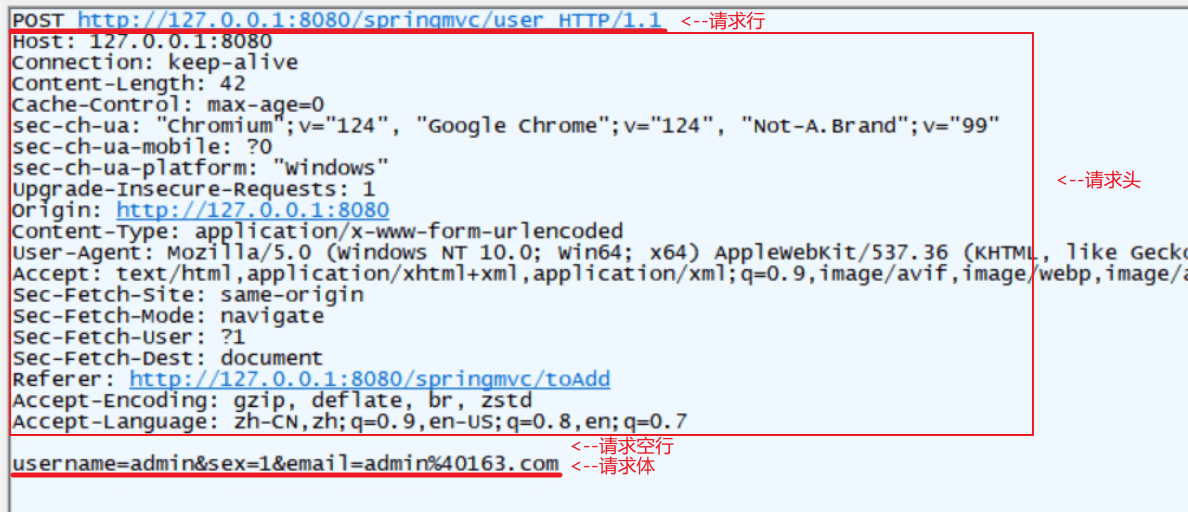 POST http://127.0.0.1:8080/springmvc/user HTTP/1.1 <--请求行
Host: 127.0.0.1:8080
Connection: keep-alive
Content-Length: 42
Cache-Control: max-age=0
sec-ch-ua: "Chromium";v="124", "Google Chrome";v="124", "Not-A.Brand";v="99"
sec-ch-ua-mobile: ?0
sec-ch-ua-platform: "Windows"
<--请求头
Upgrade-Insecure-Requests: 1
Origin: http://127.0.0.1:8080
Content-Type: application/x-www-form-urlencoded
User-Agent: Mozilla/5.0 (Windows NT 10.0; Win64; x64) AppleWebKit/537.36 (KHTML, like Gecko
Accept: text/html,application/xhtml+xml,application/xml;q=0.9,image/avif,image/webp,image/a
Sec-Fetch-Site: same-origin
Sec-Fetch-Mode: navigate
Sec-Fetch-User: ?1
Sec-Fetch-Dest: document
Referer: http://127.0.0.1:8080/springmvc/toAdd
Accept-Encoding: gzip, deflate, br, zstd
Accept-Language: zh-CN,zh;q=0.9,en-US;q=0.8,en;q=0.7
<--请求空行
username=admin&sex=1&email=admin%40163.com <--请求体